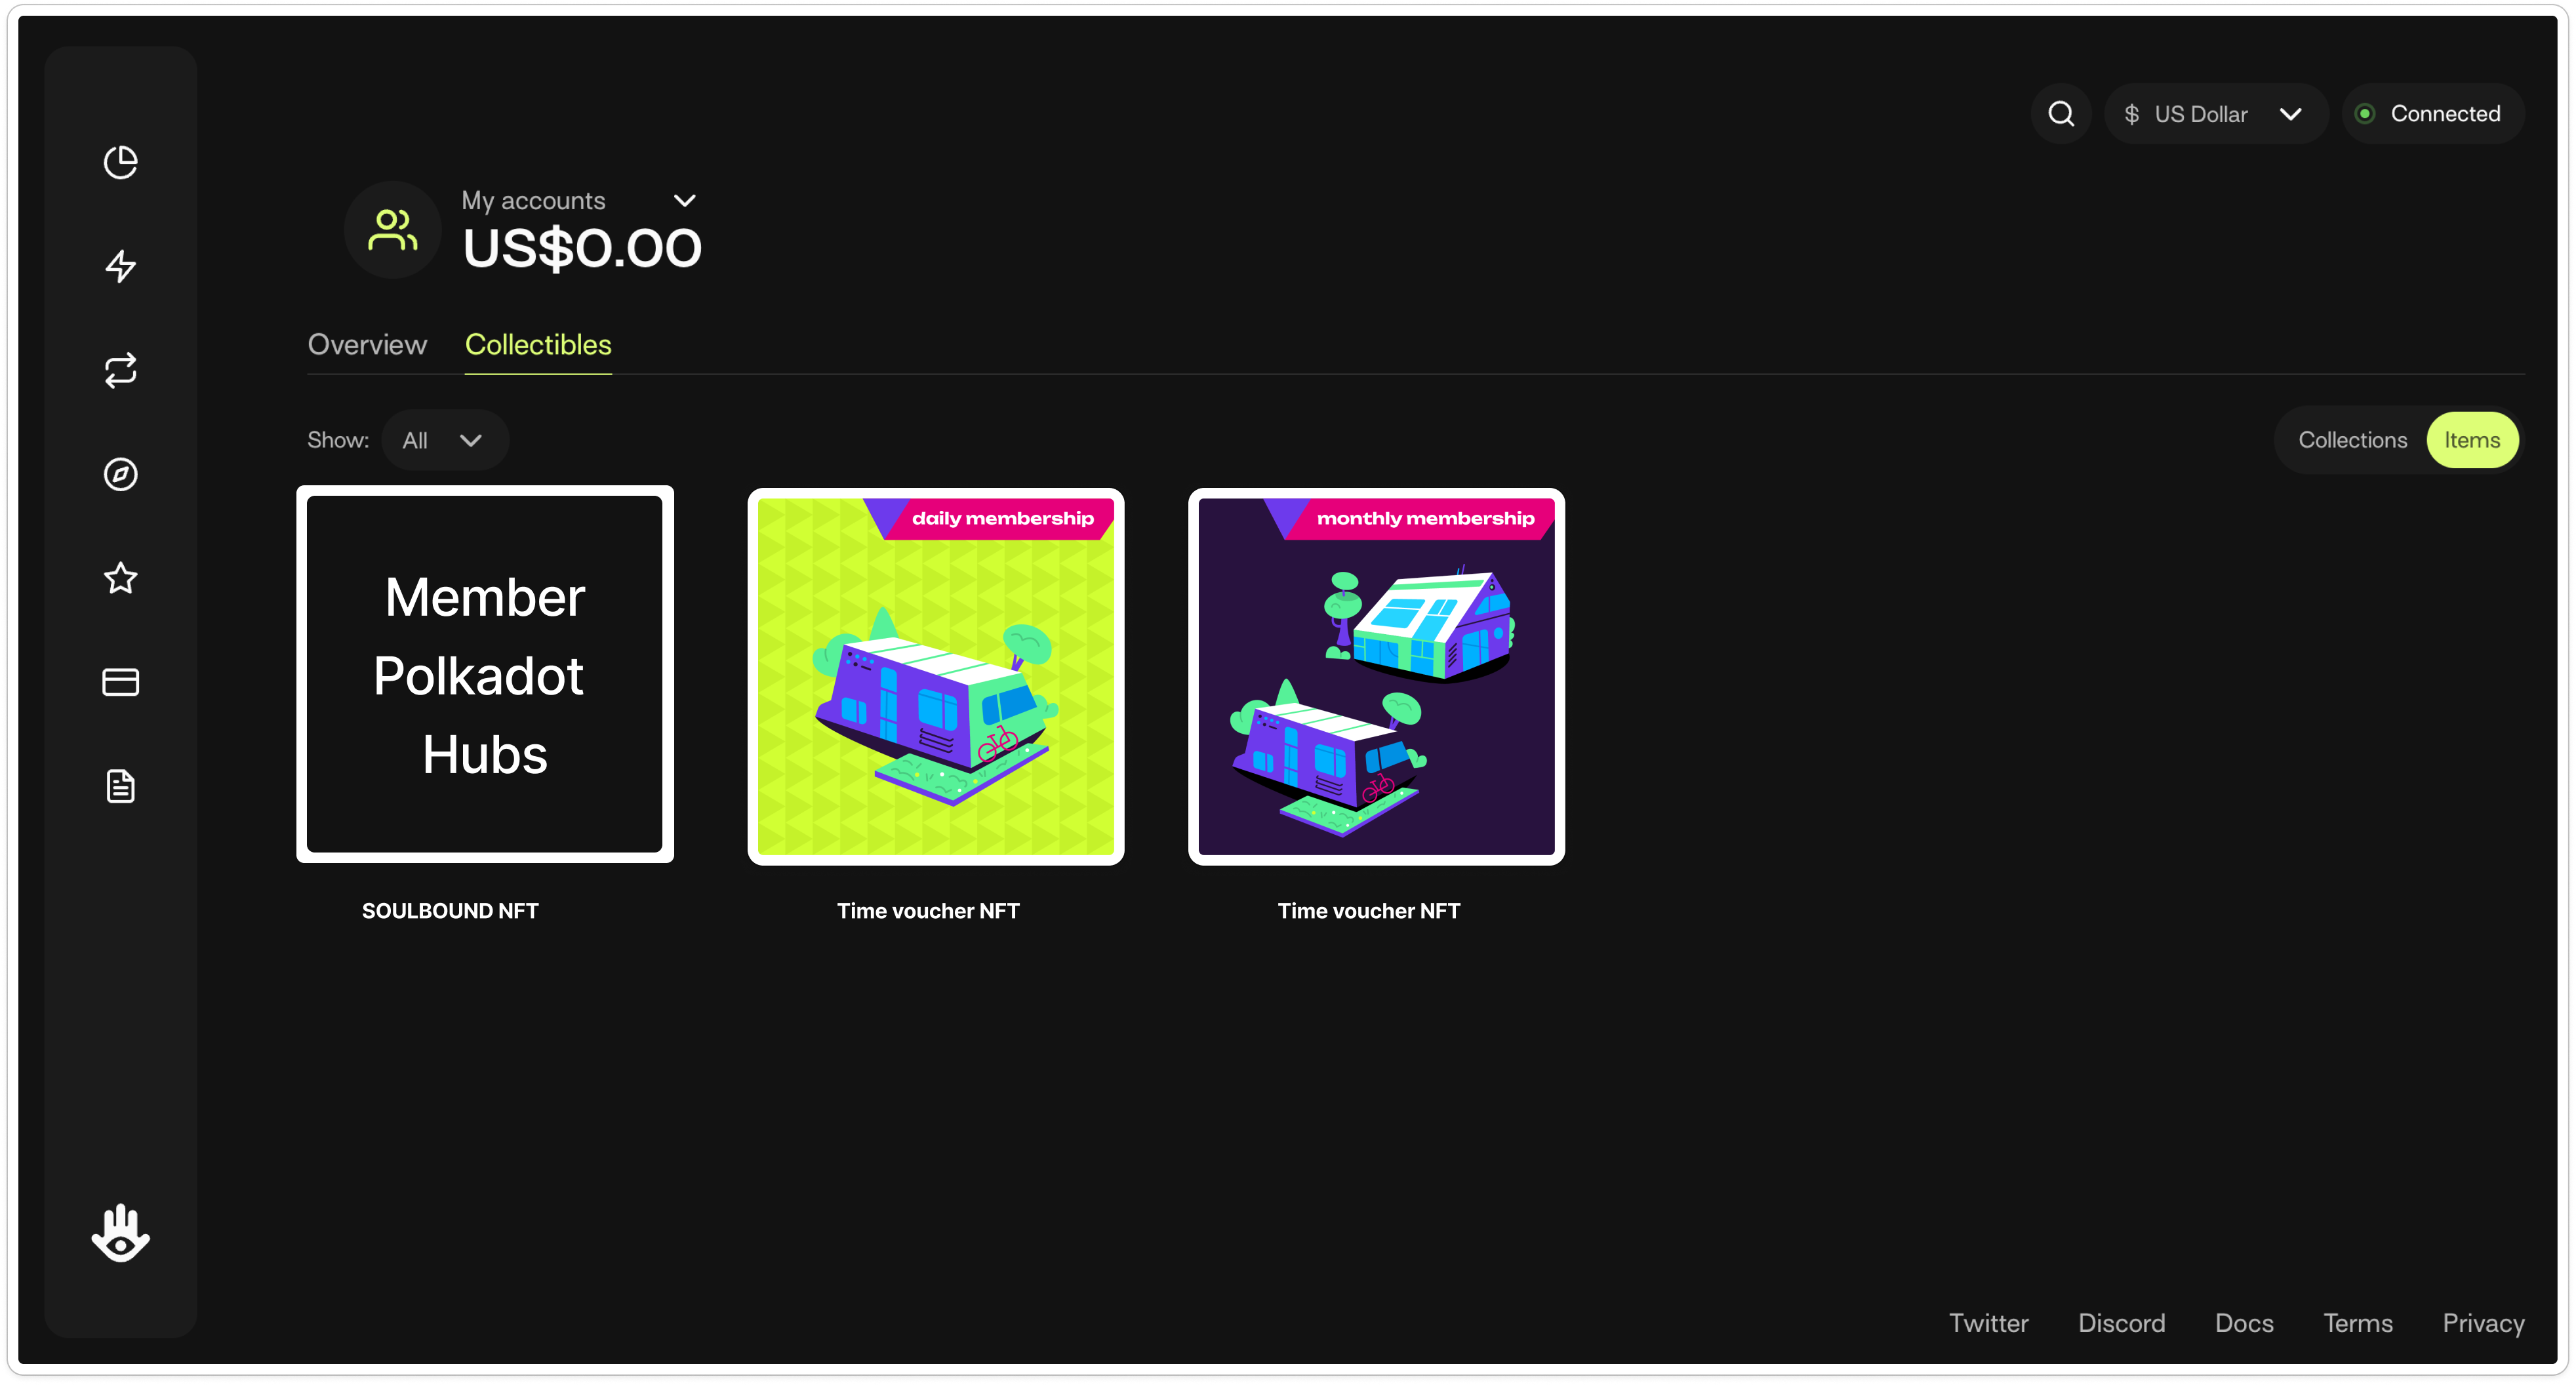 $ US Dollar
Connected
My accounts
US$0.00
Overview
Collectibles
Show:
All
Collections
Items
Member
Polkadot
Hubs
daily membership
monthly membership
SOULBOUND NFT
Time voucher NFT
Time voucher NFT
Twitter
Discord
Docs
Terms
Privacy